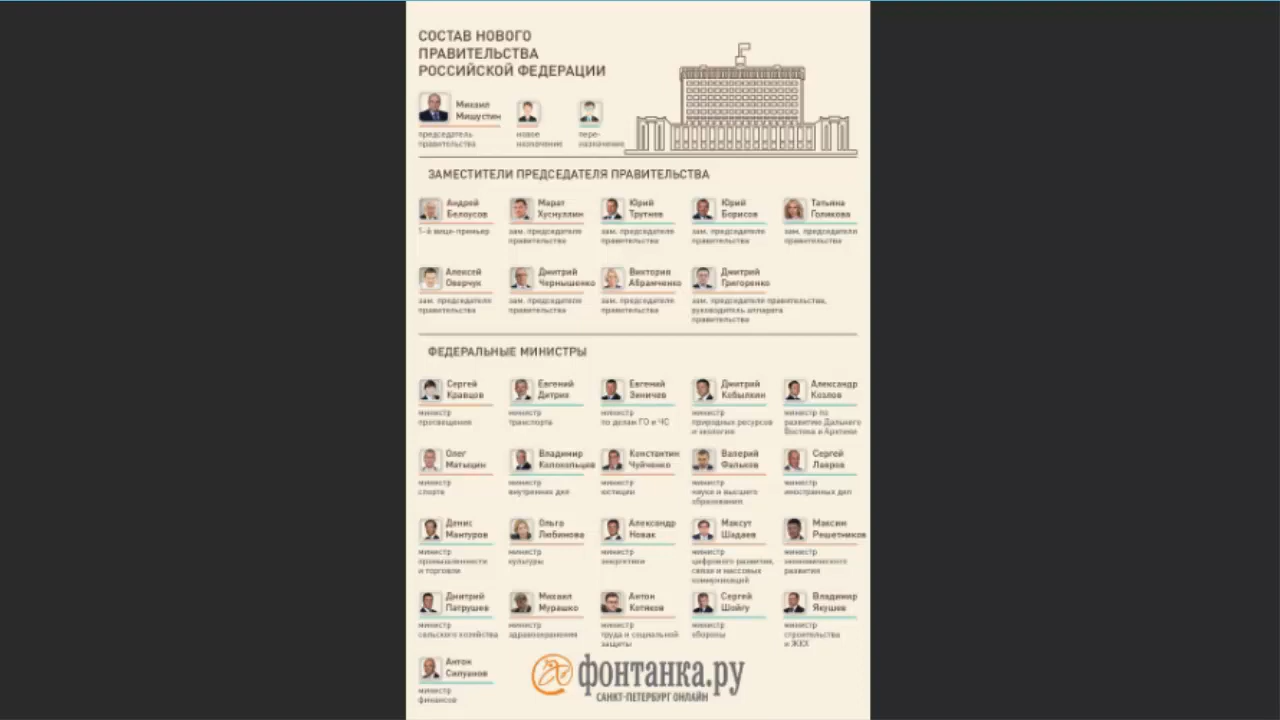 СОСТАВ НОВОГО
ПРАВИТЕЛЬСТВА
РОССИЙСКОЙ ФЕДЕРАЦИИ
Михаил
Мишустин
председатель
правительства
новое
назначение
пере-
назначение
ЗАМЕСТИТЕЛИ ПРЕДСЕДАТЕЛЯ ПРАВИТЕЛЬСТВА
Андрей
Белоусов
1-й вице-премьер
Марат
Хуснуллин
зам. председателя
правительства
Юрий
Трутнев
зам. председателя
правительства
Юрий
Борисов
зам. председателя
правительства
Татьяна
Голикова
зам. председателя
правительства
Алексей
Оверчук
зам. председателя
правительства
Дмитрий
Чернышенко
зам. председателя
правительства
Виктория
Абрамченко
зам. председателя
правительства
Дмитрий
Григоренко
зам. председателя правительства,
руководитель аппарата
правительства
ФЕДЕРАЛЬНЫЕ МИНИСТРЫ
Сергей
Кравцов
министр
просвещения
Евгений
Дитрих
министр
транспорта
Евгений
Зиничев
министр
по делам ГО и ЧС
Дмитрий
Кобылкин
министр
природных ресурсов
и экологии
Александр
Козлов
министр по
развитию Дальнего
Востока и Арктики
Олег
Матыцин
министр
спорта
Владимир
Колокольцев
министр
внутренних дел
Константин
Чуйченко
министр
юстиции
Валерий
Фальков
министр
науки и высшего
образования
Сергей
Лавров
министр
иностранных дел
Денис
Мантуров
министр
промышленности
и торговли
Ольга
Любимова
министр
культуры
Александр
Новак
министр
энергетики
Максут
Шадаев
министр
цифрового развития,
связи и массовых
коммуникаций
Максим
Решетников
министр
экономического
развития
Дмитрий
Патрушев
министр
сельского хозяйства
Михаил
Мурашко
министр
здравоохранения
Антон
Котяков
министр
труда и социальной
защиты
Сергей
Шойгу
министр
обороны
Владимир
Якушев
министр
строительства
и ЖКХ
Антон
Силуанов
министр
финансов
фонтанка.ру
САНКТ-ПЕТЕРБУРГ ОНЛАЙН